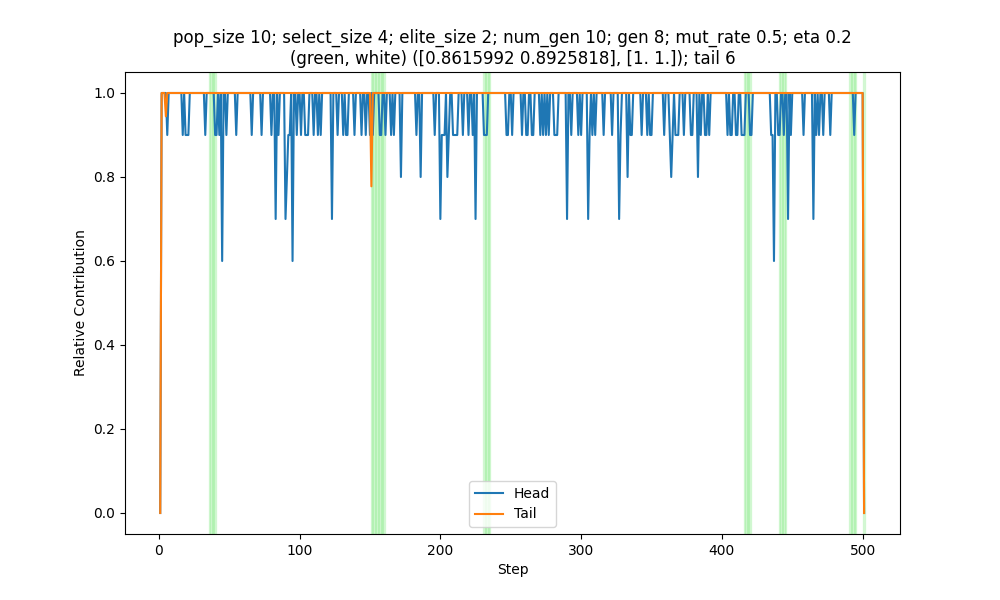 pop_size 10; select_size 4; elite_size 2; num_gen 10; gen 8; mut_rate 0.5; eta 0.2
(green, white) ([0.8615992 0.8925818], [1. 1.]); tail 6
Relative Contribution
1.0
0.8
0.6
0.4
0.2
0.0
Head
Tail
0
100
200
300
400
500
Step